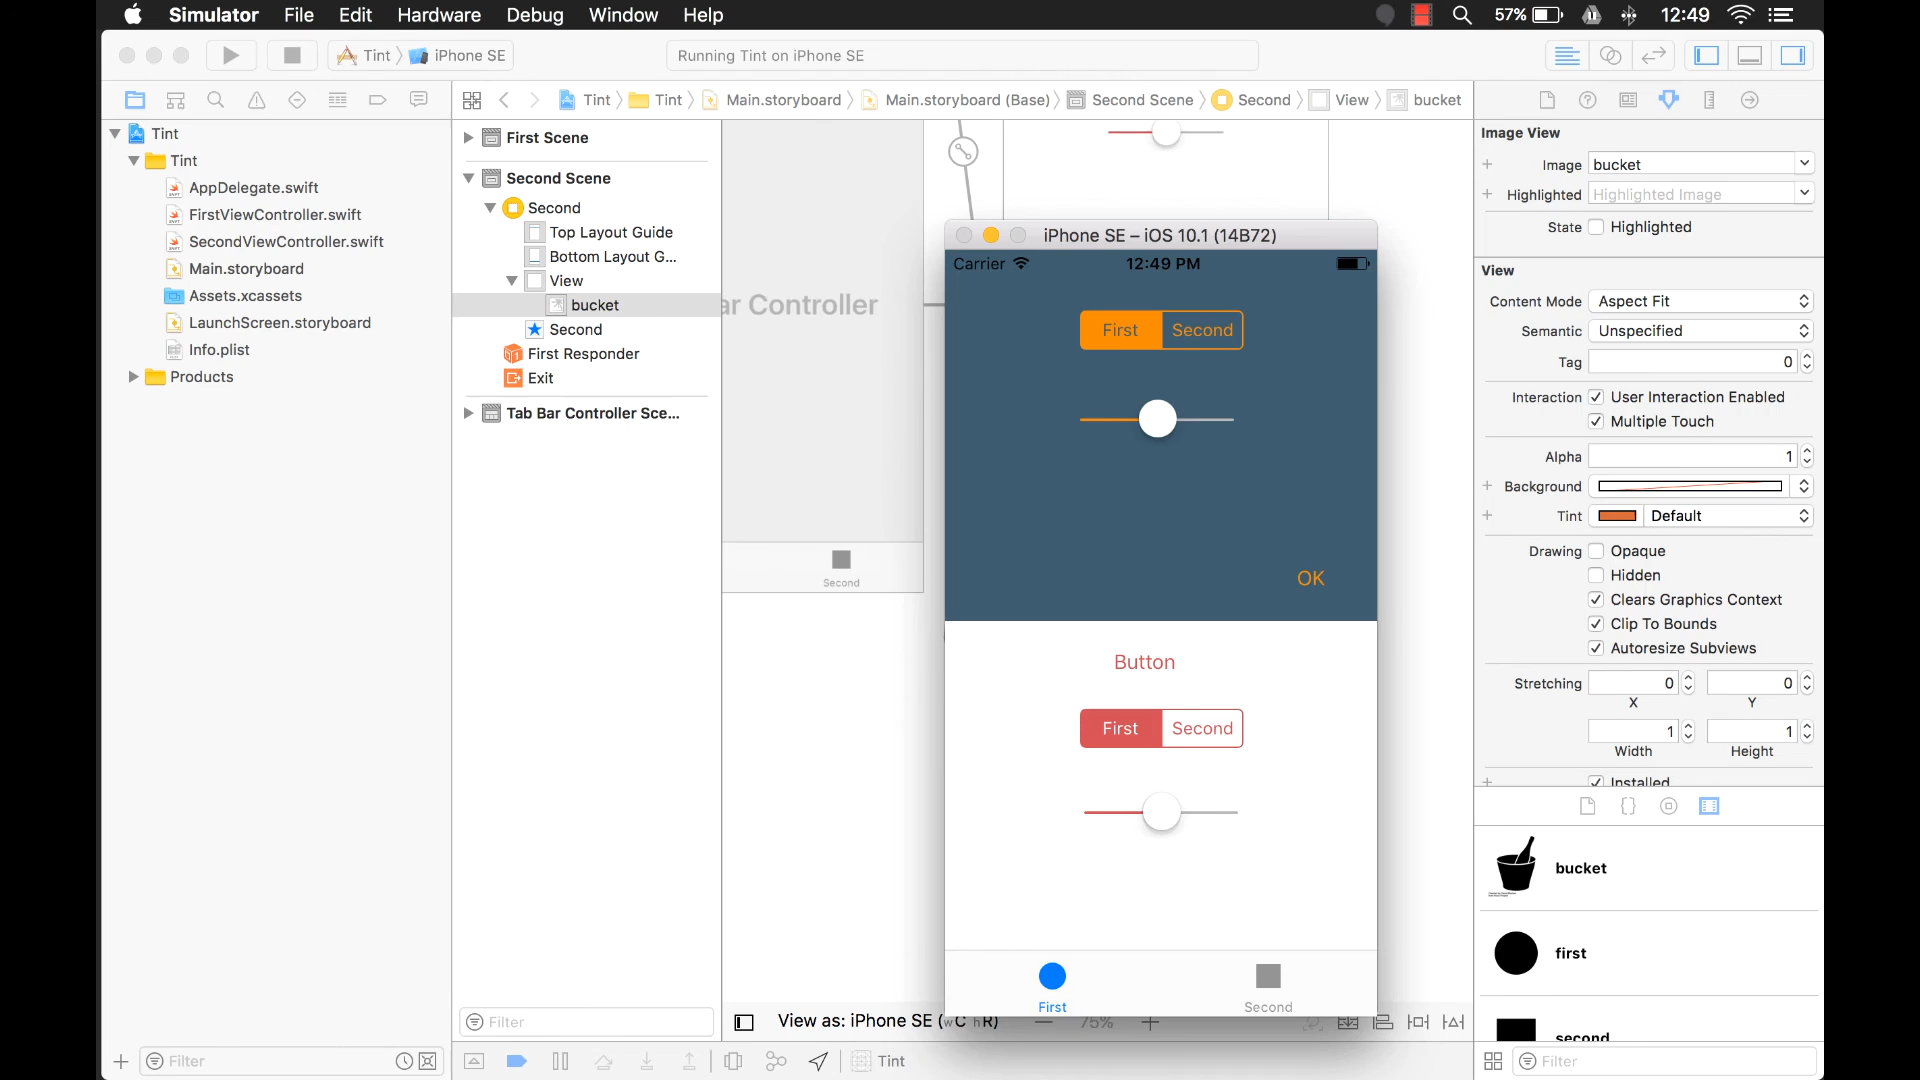 Simulator File Edit Hardware Debug Window Help 57% 12:49
Tint iPhone SE Running Tint on iPhone SE
Tint Tint Main.storyboard Main.storyboard (Base) Second Scene Second View bucket
Tint
Tint
AppDelegate.swift
FirstViewController.swift
SecondViewController.swift
Main.storyboard
Assets.xcassets
LaunchScreen.storyboard
Info.plist
Products
Filter
First Scene
Second Scene
Second
Top Layout Guide
Bottom Layout G...
View
bucket
Second
First Responder
Exit
Tab Bar Controller Sce...
Filter
ar Controller
Second
iPhone SE – iOS 10.1 (14B72)
Carrier 12:49 PM
First Second
OK
Button
First Second
First Second
View as: iPhone SE (wC hR) 75%
Tint
Image View
Image bucket
Highlighted Highlighted Image
State Highlighted
View
Content Mode Aspect Fit
Semantic Unspecified
Tag 0
Interaction User Interaction Enabled
Multiple Touch
Alpha 1
Background
Tint Default
Drawing Opaque
Hidden
Clears Graphics Context
Clip To Bounds
Autoresize Subviews
Stretching 0 0
X Y
1 1
Width Height
Installed
bucket
first
second
Filter